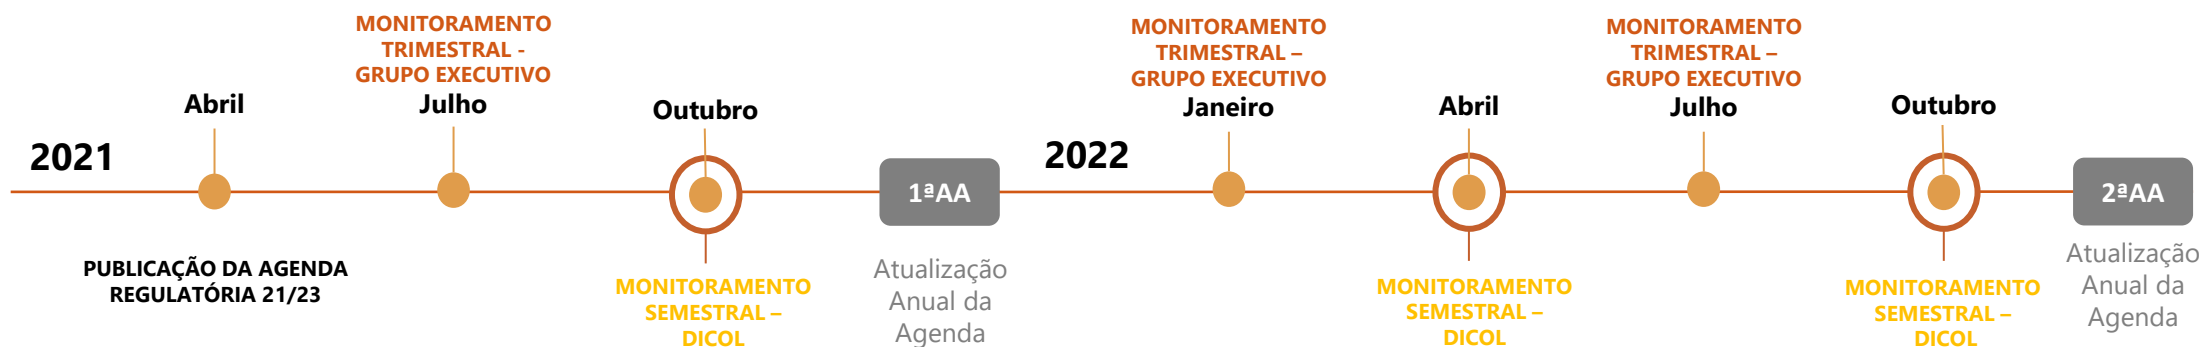 2021
Abril
PUBLICAÇÃO DA AGENDA
REGULATÓRIA 21/23
MONITORAMENTO
TRIMESTRAL -
GRUPO EXECUTIVO
Julho
Outubro
MONITORAMENTO
SEMESTRAL –
DICOL
1ªAA
Atualização
Anual da
Agenda
2022
MONITORAMENTO
TRIMESTRAL –
GRUPO EXECUTIVO
Janeiro
Abril
MONITORAMENTO
SEMESTRAL –
DICOL
MONITORAMENTO
TRIMESTRAL –
GRUPO EXECUTIVO
Julho
Outubro
MONITORAMENTO
SEMESTRAL –
DICOL
2ªAA
Atualização
Anual da
Agenda